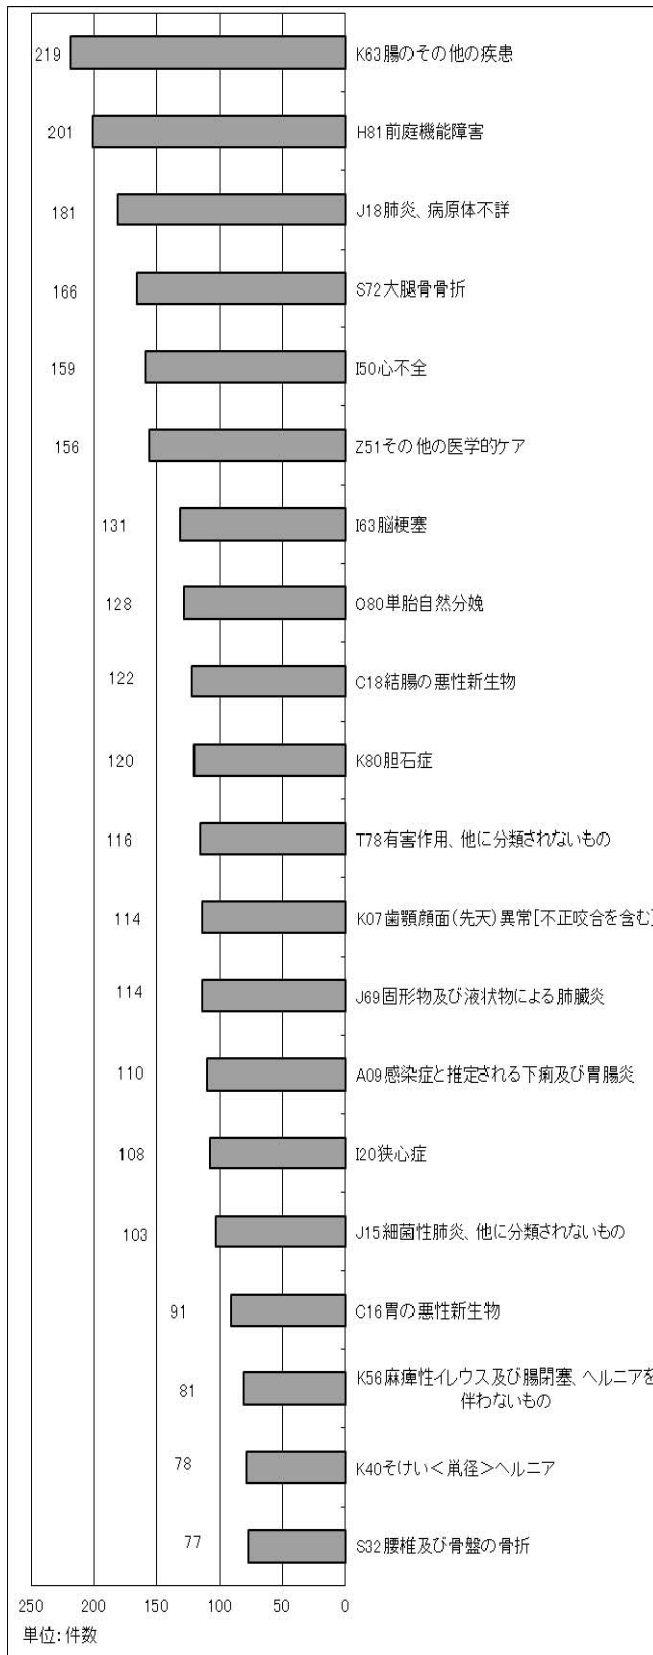 219 K63腸のその他の疾患
201 H81前庭機能障害
181 J18肺炎、病原体不詳
166 S72大腿骨骨折
159 I50心不全
156 Z51その他の医学的ケア
131 I63脳梗塞
128 O80単胎自然分娩
122 C18結腸の悪性新生物
120 K80胆石症
116 T78有害作用、他に分類されないもの
114 K07歯顎顔面(先天)異常[不正咬合を含む]
114 J69固形物及び液状物による肺臓炎
110 A09感染症と推定される下痢及び胃腸炎
108 I20狭心症
103 J15細菌性肺炎、他に分類されないもの
91 C16胃の悪性新生物
81 K56麻痺性イレウス及び腸閉塞、ヘルニアを
伴わないもの
78 K40そけい<鼡径>ヘルニア
77 S32腰椎及び骨盤の骨折
250 200 150 100 50 0
単位:件数